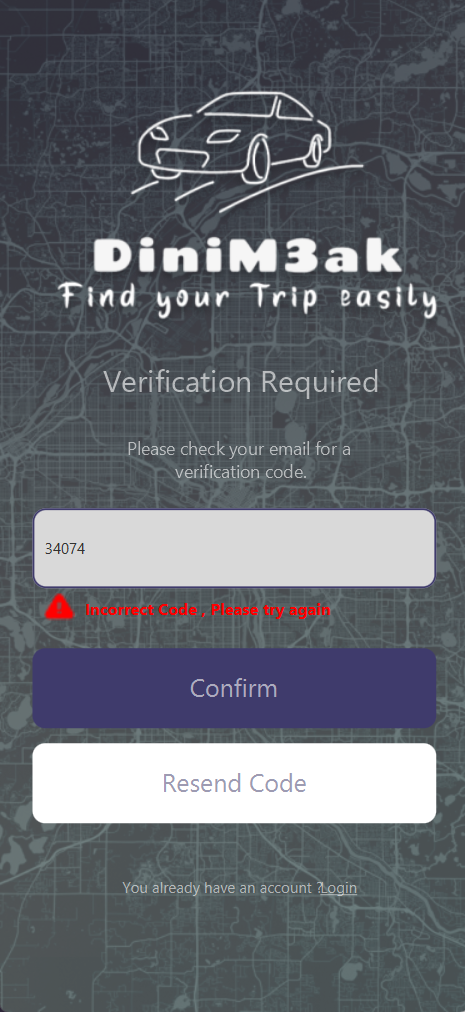 DiniM3ak
Find your Trip easily
Verification Required
Please check your email for a
verification code.
34074
Incorrect Code , Please try again
Confirm
Resend Code
You already have an account ?Login